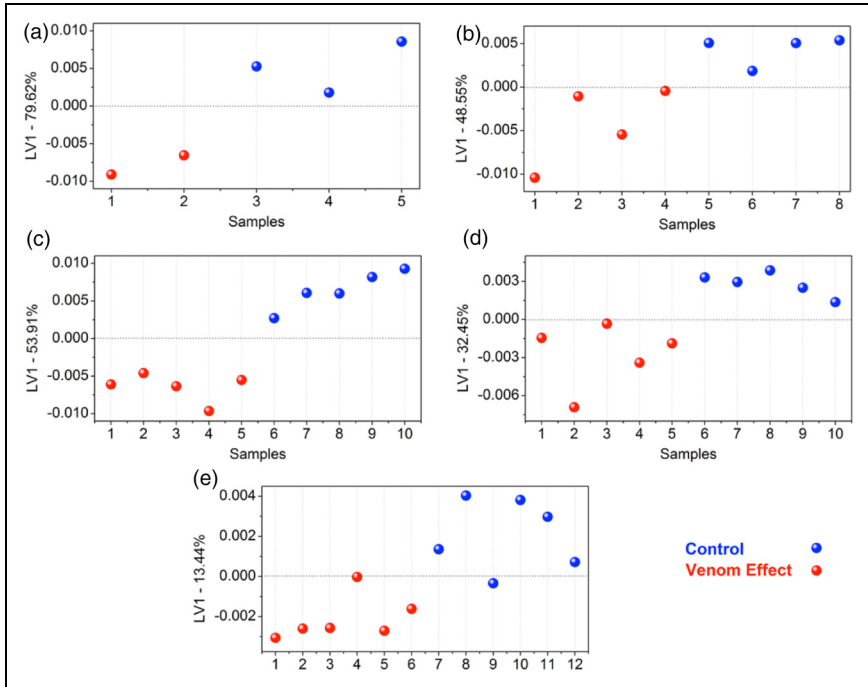 (a)
0.010
0.005
0.000
-0.005
-0.010
LV1 - 79.62%
1 2 3 4 5
Samples
(b)
0.005
0.000
-0.005
-0.010
LV1 - 48.55%
1 2 3 4 5 6 7 8
Samples
(c)
0.010
0.005
0.000
-0.005
-0.010
LV1 - 53.91%
1 2 3 4 5 6 7 8 9 10
Samples
(d)
0.003
0.000
-0.003
-0.006
LV1 - 32.45%
1 2 3 4 5 6 7 8 9 10
Samples
(e)
0.004
0.002
0.000
-0.002
LV1 - 13.44%
1 2 3 4 5 6 7 8 9 10 11 12
Samples
Control
Venom Effect